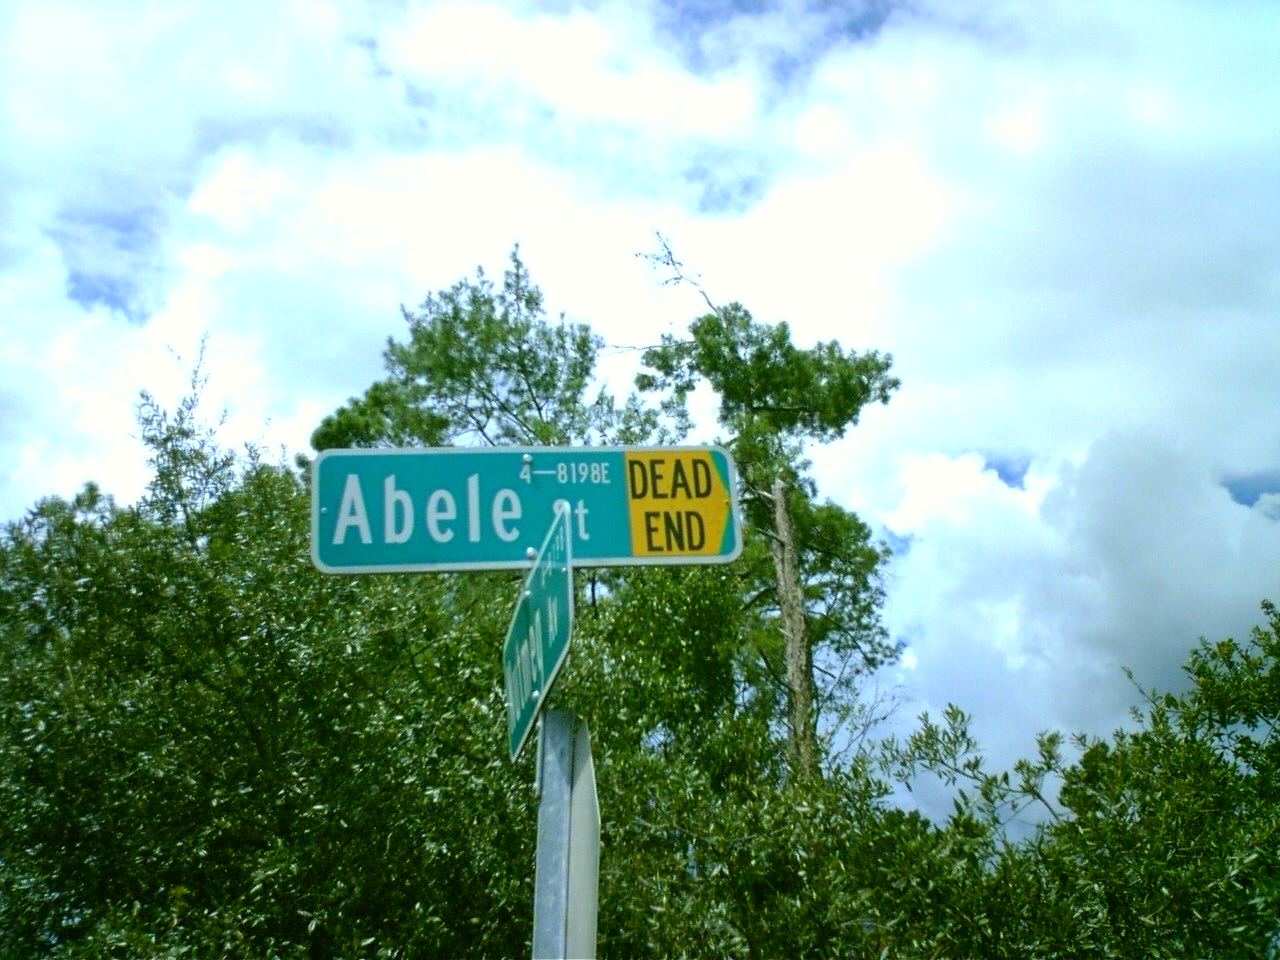 4—8198E
Abele St
DEAD
END